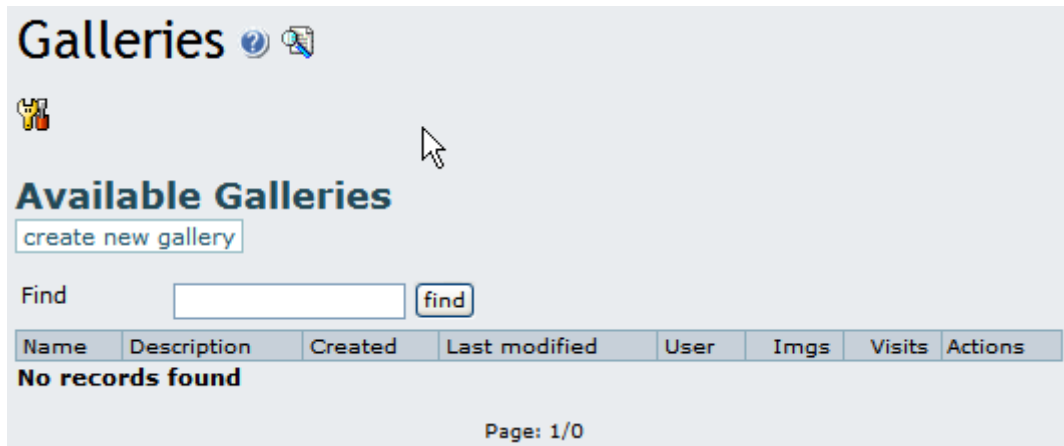 Galleries
Available Galleries
create new gallery
Find find
Name Description Created Last modified User Imgs Visits Actions
No records found
Page: 1/0